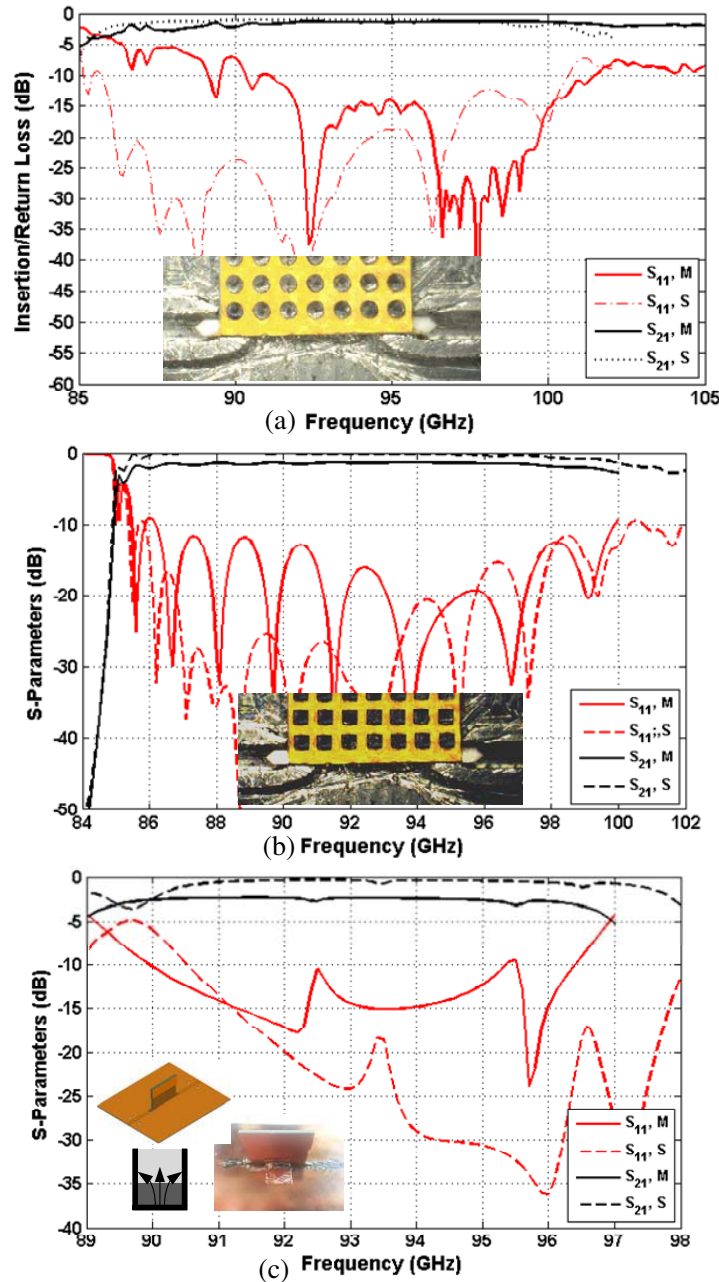 Insertion/Return Loss (dB)
0
-5
-10
-15
-20
-25
-30
-35
-40
-45
-50
-55
-60
S11, M
S11, S
S21, M
S21, S
85 90 95 100 105
(a) Frequency (GHz)
S-Parameters (dB)
0
-10
-20
-30
-40
-50
S11, M
S11;,S
S21, M
S21, S
84 86 88 90 92 94 96 98 100 102
(b) Frequency (GHz)
S-Parameters (dB)
0
-5
-10
-15
-20
-25
-30
-35
-40
S11, M
S11, S
S21, M
S21, S
89 90 91 92 93 94 95 96 97 98
(c) Frequency (GHz)